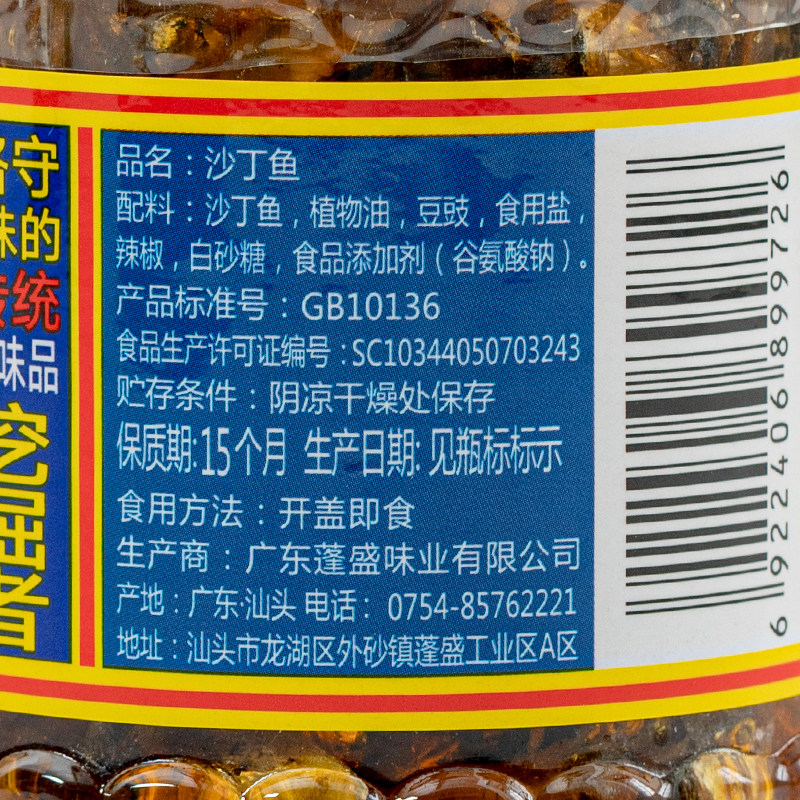 守
味的
传统
味品
挖掘者
品名：沙丁鱼
配料：沙丁鱼，植物油，豆豉，食用盐，
辣椒，白砂糖，食品添加剂（谷氨酸钠）。
产品标准号：GB10136
食品生产许可证编号：SC10344050703243
贮存条件：阴凉干燥处保存
保质期:15个月 生产日期:见瓶标标示
食用方法：开盖即食
生产商：广东蓬盛味业有限公司
产地：广东·汕头 电话：0754-85762221
地址：汕头市龙湖区外砂镇蓬盛工业区A区
6922406899726